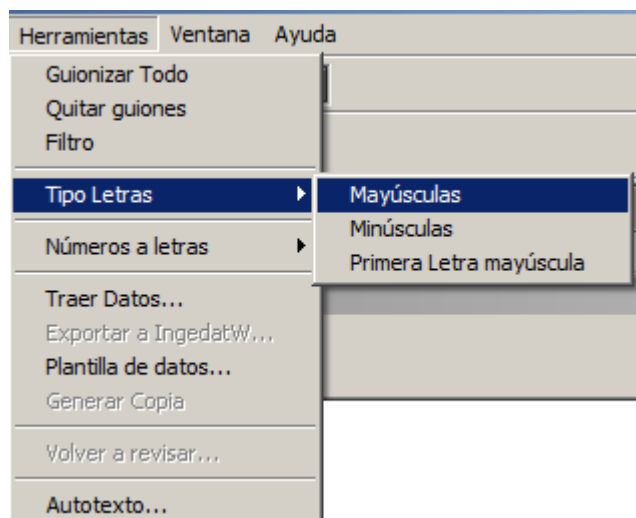 Herramientas Ventana Ayuda
Guionizar Todo
Quitar guiones
Filtro
Tipo Letras
Mayúsculas
Minúsculas
Primera Letra mayúscula
Números a letras
Traer Datos...
Exportar a IngedatW...
Plantilla de datos...
Generar Copia
Volver a revisar...
Autotexto...